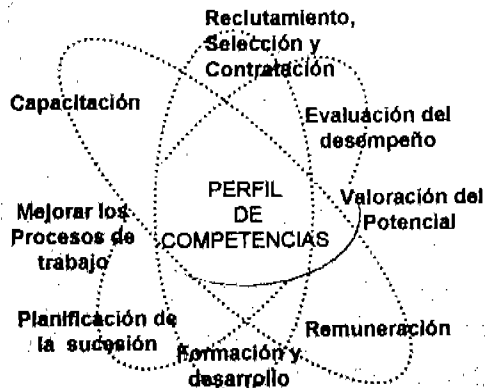 Reclutamiento,
Selección y
Contratación
Capacitación
Evaluación del
desempeño
PERFIL
DE
COMPETENCIAS
Valoración del
Potencial
Mejorar los
Procesos de
trabajo
Planificación de
la sucesión
Remuneración
Formación y
desarrollo